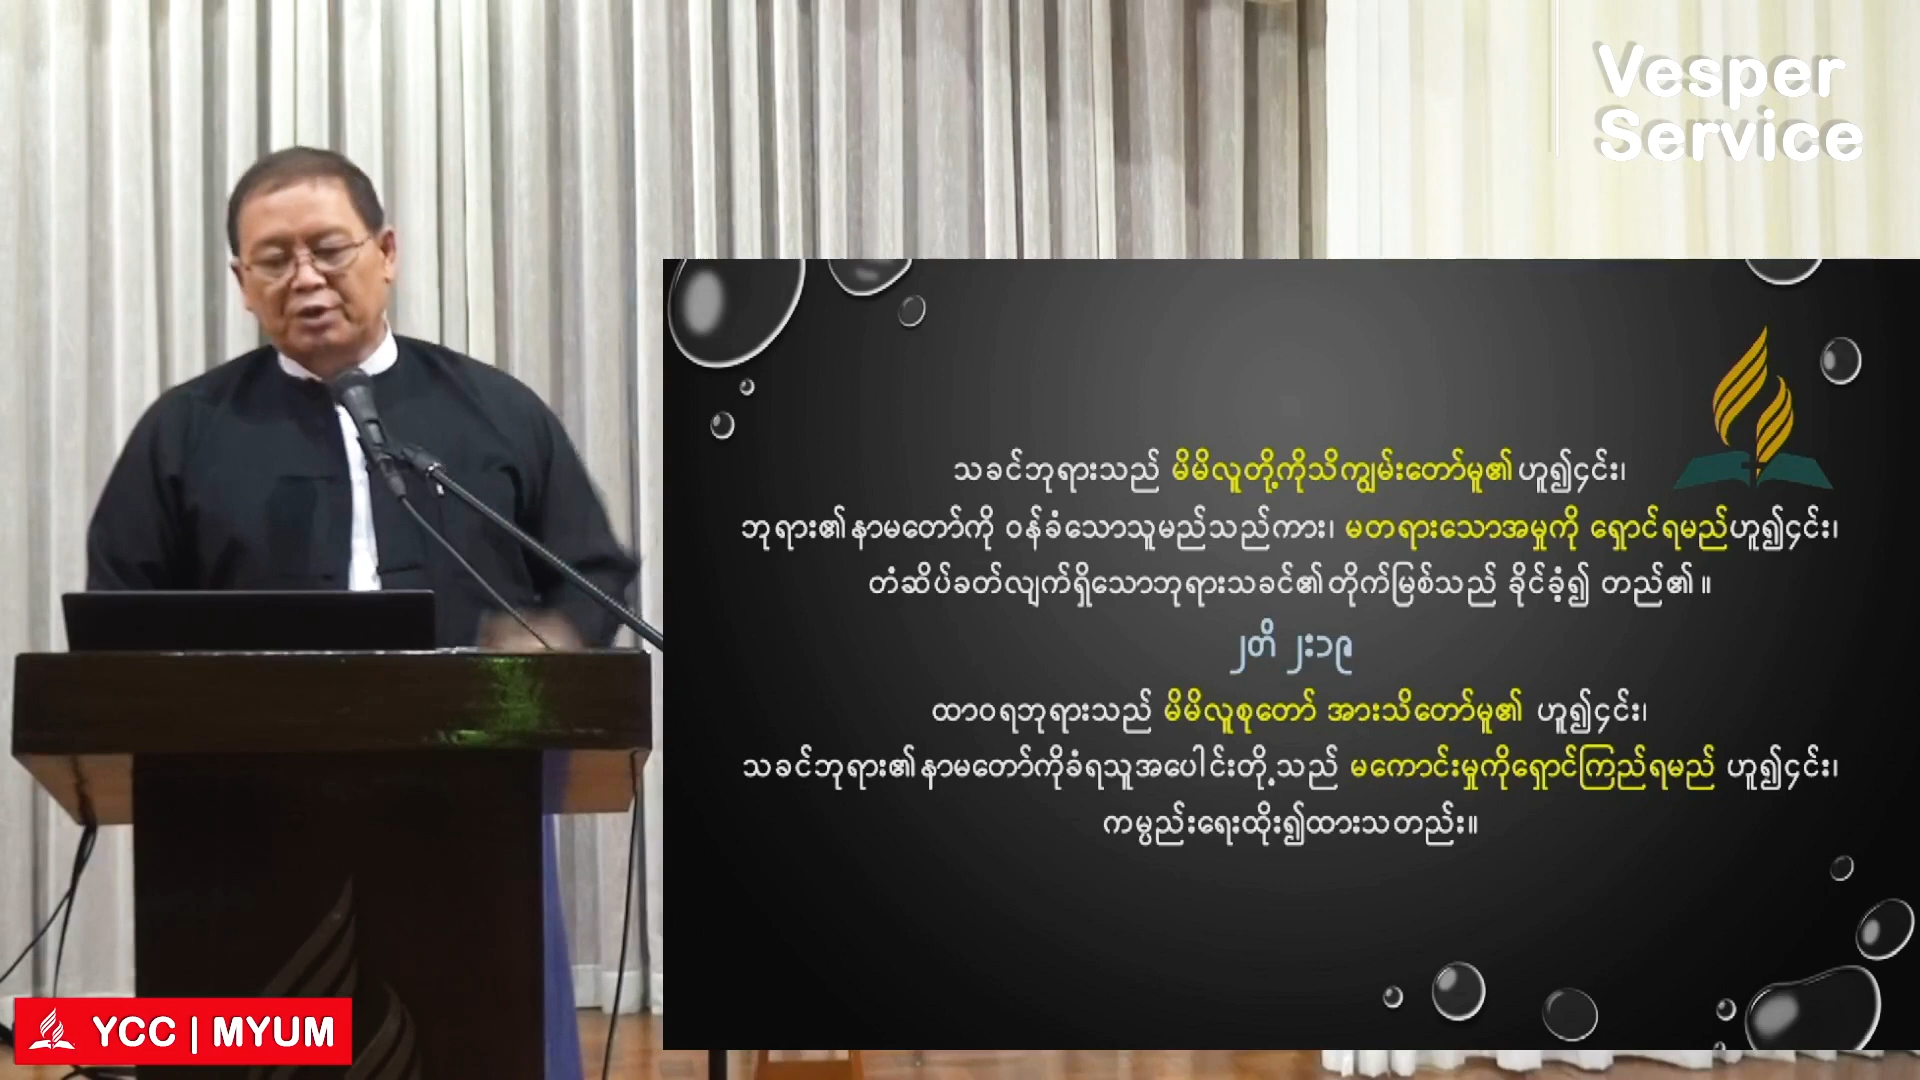 Vesper
Service
သခင်ဘုရားသည် မိမိလူတို့ကိုသိကျွမ်းတော်မူ၏ဟူ၍၎င်း၊
ဘုရား၏နာမတော်ကို ဝန်ခံသောသူမည်သည်ကား၊ မတရားသောအမှုကို ရှောင်ရမည်ဟူ၍၎င်း၊
တံဆိပ်ခတ်လျက်ရှိသောဘုရားသခင်၏တိုက်မြစ်သည် ခိုင်ခံ့၍ တည်၏။
၂တိ ၂း၁၉
ထာဝရဘုရားသည် မိမိလူစုတော် အားသိတော်မူ၏ ဟူ၍၎င်း၊
သခင်ဘုရား၏နာမတော်ကိုခံရသူအပေါင်းတို့သည် မကောင်းမှုကိုရှောင်ကြည်ရမည် ဟူ၍၎င်း၊
ကမ္ပည်းရေးထိုး၍ထားသတည်း။
YCC | MYUM